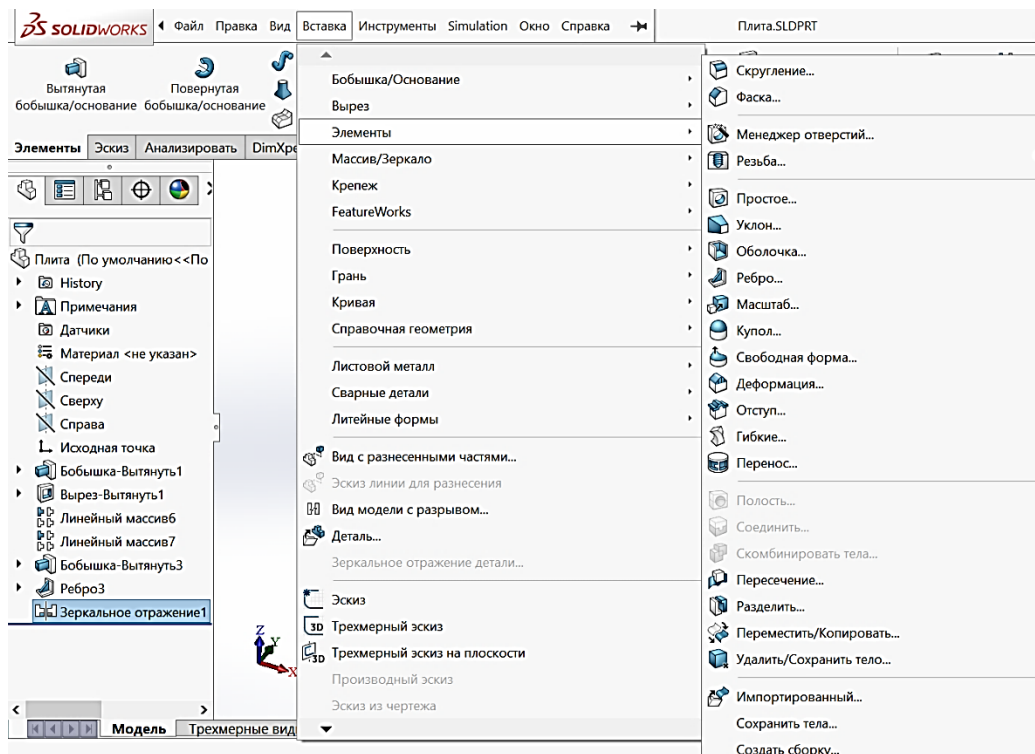 SOLIDWORKS Файл Правка Вид Вставка Инструменты Simulation Окно Справка Плита.SLDPRT
Вытянутая бобышка/основание
Повернутая бобышка/основание
Элементы Эскиз Анализировать DimXpe
Плита (По умолчанию<<По
History
Примечания
Датчики
Материал <не указан>
Спереди
Сверху
Справа
Исходная точка
Бобышка-Вытянуть1
Вырез-Вытянуть1
Линейный массив6
Линейный массив7
Бобышка-Вытянуть3
Ребро3
Зеркальное отражение1
Z
Y
X
Модель Трехмерные вид
Бобышка/Основание
Вырез
Элементы
Массив/Зеркало
Крепеж
FeatureWorks
Поверхность
Грань
Кривая
Справочная геометрия
Листовой металл
Сварные детали
Литейные формы
Вид с разнесенными частями...
Эскиз линии для разнесения
Вид модели с разрывом...
Деталь...
Зеркальное отражение детали...
Эскиз
3D Трехмерный эскиз
3D Трехмерный эскиз на плоскости
Производный эскиз
Эскиз из чертежа
Скругление...
Фаска...
Менеджер отверстий...
Резьба...
Простое...
Уклон...
Оболочка...
Ребро...
Масштаб...
Купол...
Свободная форма...
Деформация...
Отступ...
Гибкие...
Перенос...
Полость...
Соединить...
Скомбинировать тела...
Пересечение...
Разделить...
Переместить/Копировать...
Удалить/Сохранить тело...
Импортированный...
Сохранить тела...
Создать сборку...